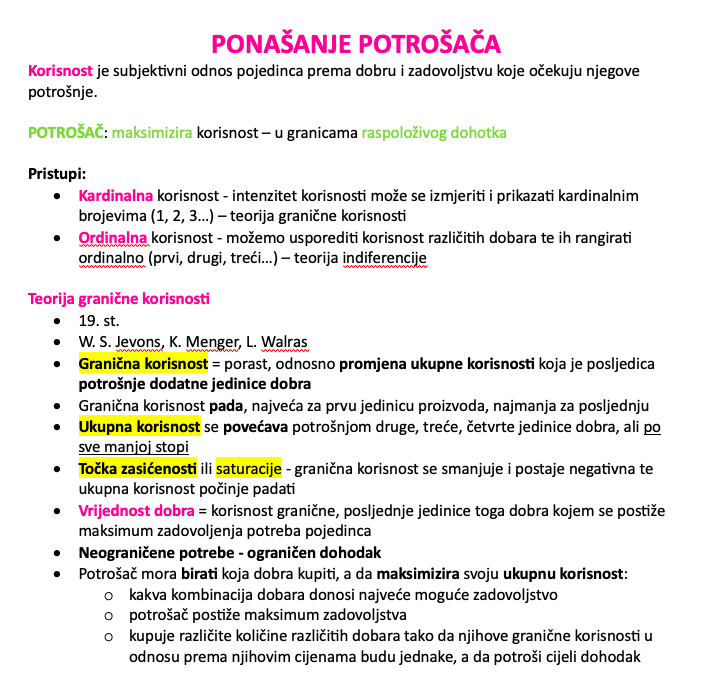 PONAŠANJE POTROŠAČA
Korisnost je subjektivni odnos pojedinca prema dobru i zadovoljstvu koje očekuju njegove
potrošnje.
POTROŠAČ: maksimizira korisnost – u granicama raspoloživog dohotka
Pristupi:
• Kardinalna korisnost - intenzitet korisnosti može se izmjeriti i prikazati kardinalnim
brojevima (1, 2, 3...) – teorija granične korisnosti
• Ordinalna korisnost - možemo usporediti korisnost različitih dobara te ih rangirati
ordinalno (prvi, drugi, treći...) – teorija indiferencije
Teorija granične korisnosti
• 19. st.
• W. S. Jevons, K. Menger, L. Walras
• Granična korisnost = porast, odnosno promjena ukupne korisnosti koja je posljedica
potrošnje dodatne jedinice dobra
• Granična korisnost pada, najveća za prvu jedinicu proizvoda, najmanja za posljednju
• Ukupna korisnost se povećava potrošnjom druge, treće, četvrte jedinice dobra, ali po
sve manjoj stopi
• Točka zasićenosti ili saturacije - granična korisnost se smanjuje i postaje negativna te
ukupna korisnost počinje padati
• Vrijednost dobra = korisnost granične, posljednje jedinice toga dobra kojem se postiže
maksimum zadovoljenja potreba pojedinca
• Neograničene potrebe - ograničen dohodak
• Potrošač mora birati koja dobra kupiti, a da maksimizira svoju ukupnu korisnost:
o kakva kombinacija dobara donosi najveće moguće zadovoljstvo
o potrošač postiže maksimum zadovoljstva
o kupuje različite količine različitih dobara tako da njihove granične korisnosti u
odnosu prema njihovim cijenama budu jednake, a da potroši cijeli dohodak